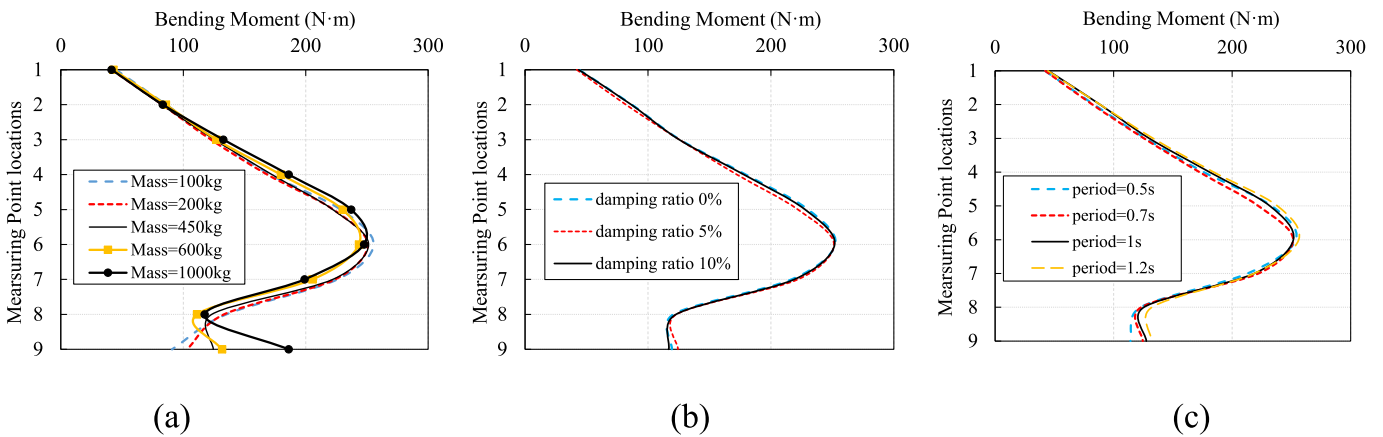 Bending Moment (N·m)
0 100 200 300
Mearsuring Point locations
1
2
3
4
5
6
7
8
9
Mass=100kg
Mass=200kg
Mass=450kg
Mass=600kg
Mass=1000kg
(a)
Bending Moment (N·m)
0 100 200 300
Mearsuring Point locations
1
2
3
4
5
6
7
8
9
damping ratio 0%
damping ratio 5%
damping ratio 10%
(b)
Bending Moment (N·m)
0 100 200 300
Mearsuring Point locations
1
2
3
4
5
6
7
8
9
period=0.5s
period=0.7s
period=1s
period=1.2s
(c)